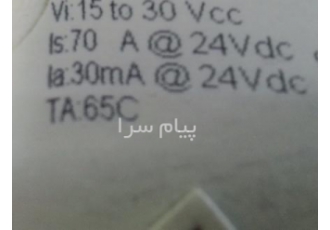 Vi:15 to 30 Vcc
Is:70 A @ 24Vdc
Ia:30mA @ 24Vdc
TA:65C
پیام سرا